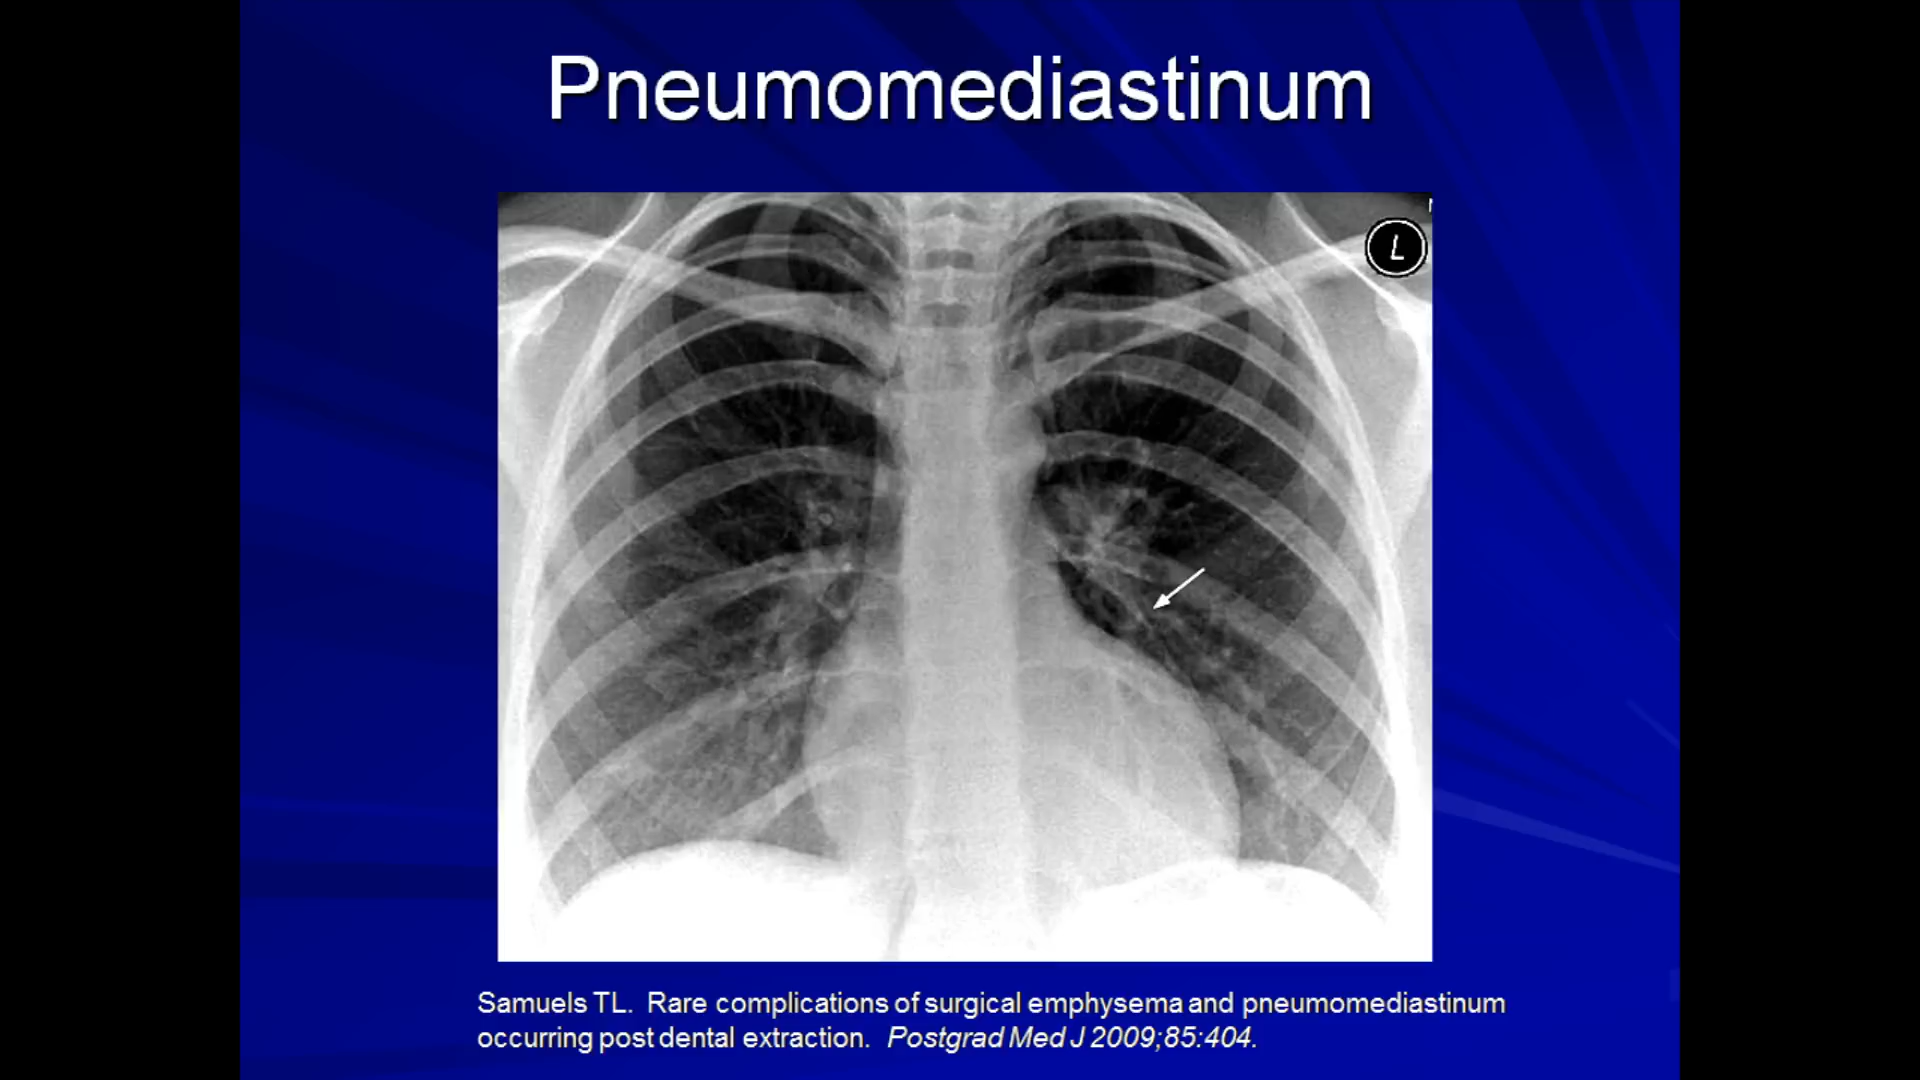 Pneumomediastinum
L
Samuels TL. Rare complications of surgical emphysema and pneumomediastinum
occurring post dental extraction. Postgrad Med J 2009;85:404.